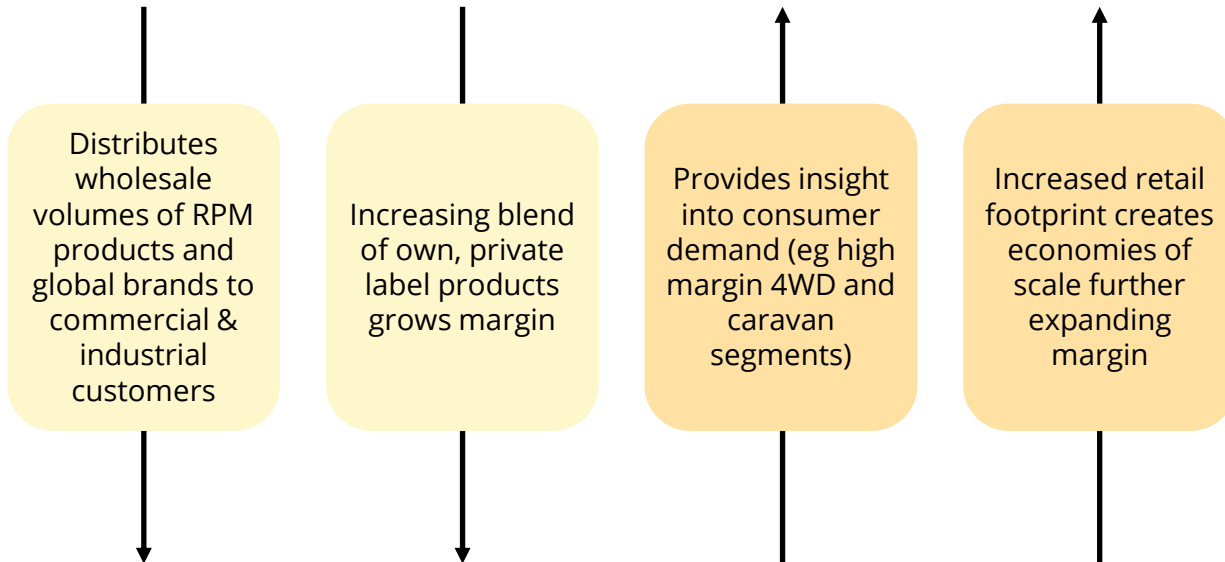 Distributes
wholesale
volumes of RPM
products and
global brands to
commercial &
industrial
customers
Increasing blend
of own, private
label products
grows margin
Provides insight
into consumer
demand (eg high
margin 4WD and
caravan
segments)
Increased retail
footprint creates
economies of
scale further
expanding
margin